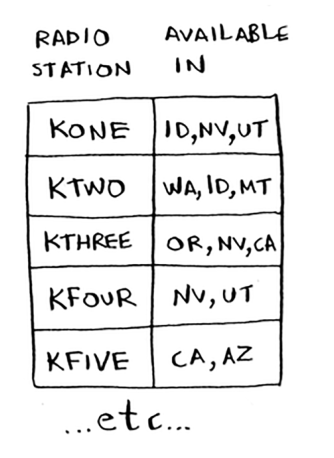 RADIO STATION AVAILABLE IN
KONE ID, NV, UT
KTWO WA, ID, MT
KTHREE OR, NV, CA
KFOUR NV, UT
KFIVE CA, AZ
...etc...